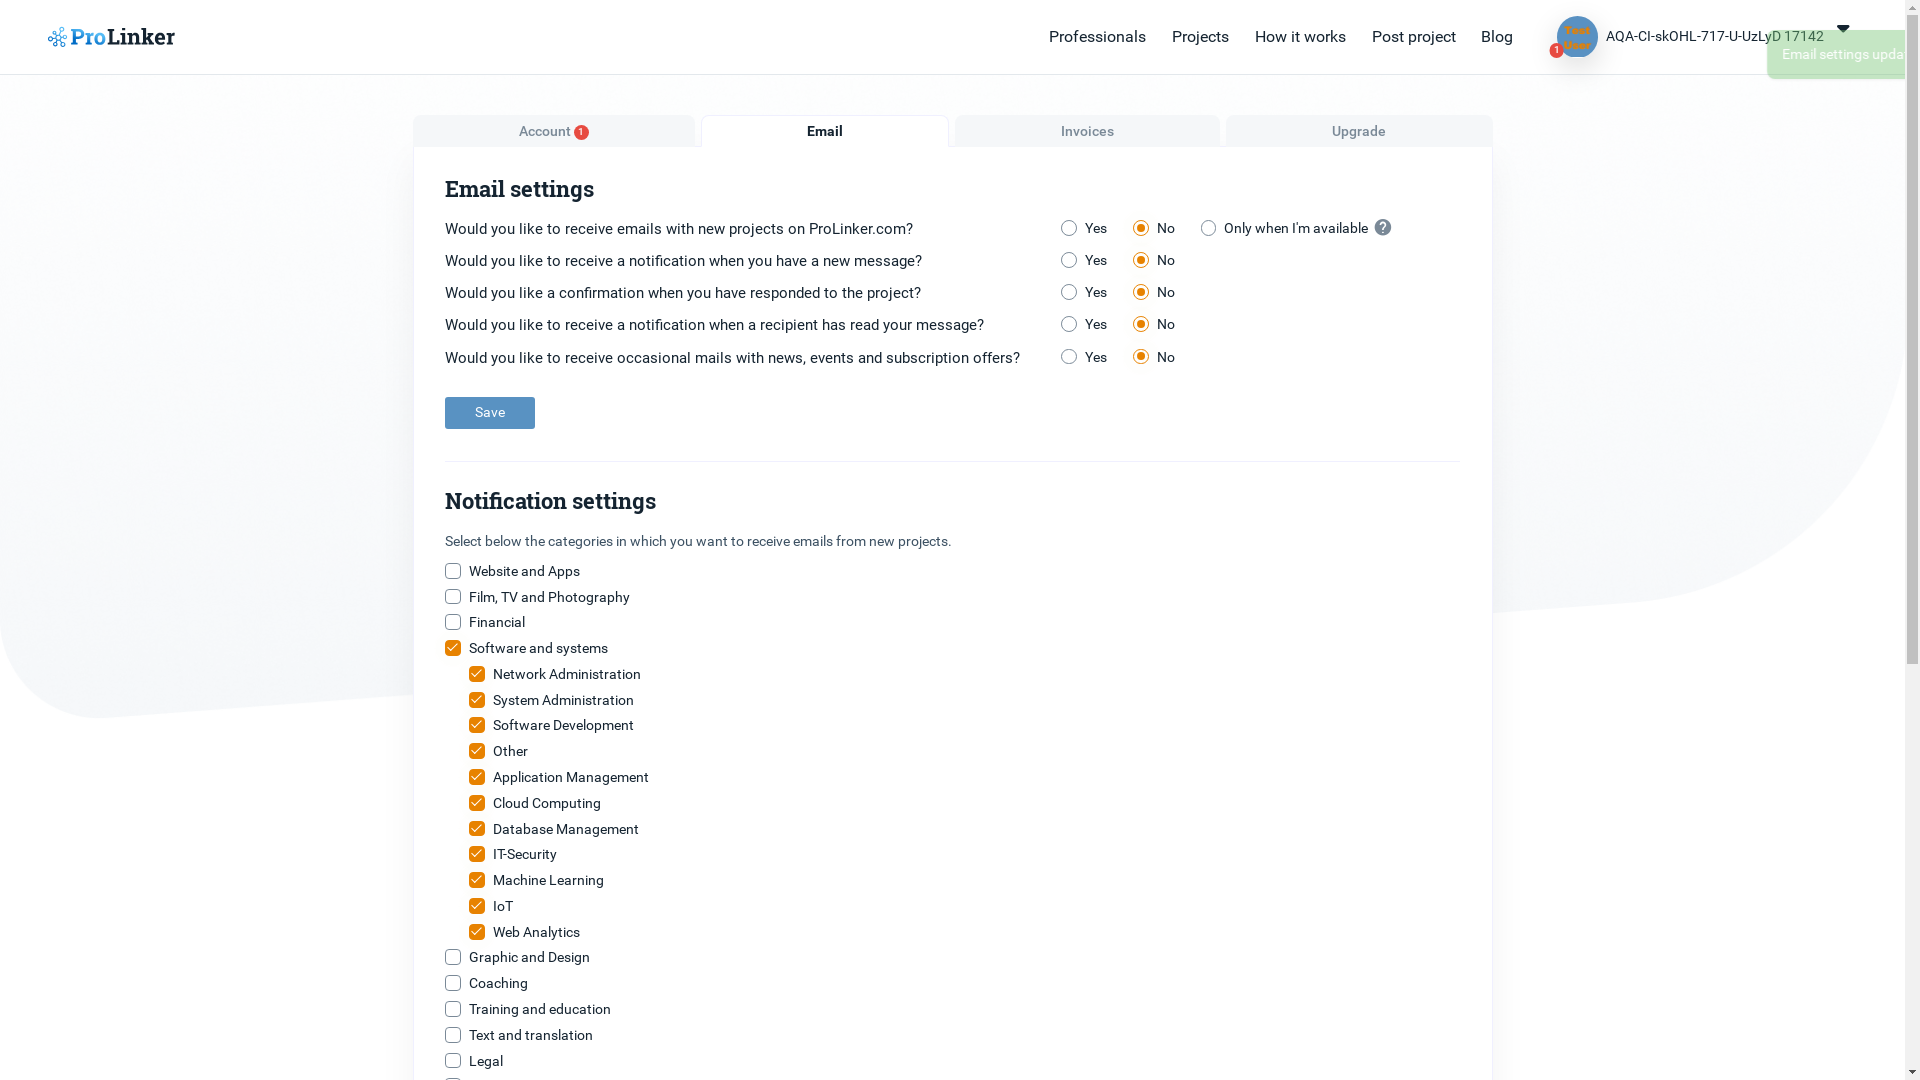 ProLinker
Professionals
Projects
How it works
Post project
Blog
Test
User
1
AQA-CI-skOHL-717-U-UzLyD 17142
Email settings
Account 1
Email
Invoices
Upgrade
Email settings
Would you like to receive emails with new projects on ProLinker.com? Yes No Only when I'm available ?
Would you like to receive a notification when you have a new message? Yes No
Would you like a confirmation when you have responded to the project? Yes No
Would you like to receive a notification when a recipient has read your message? Yes No
Would you like to receive occasional mails with news, events and subscription offers? Yes No
Save
Notification settings
Select below the categories in which you want to receive emails from new projects.
Website and Apps
Film, TV and Photography
Financial
Software and systems
Network Administration
System Administration
Software Development
Other
Application Management
Cloud Computing
Database Management
IT-Security
Machine Learning
IoT
Web Analytics
Graphic and Design
Coaching
Training and education
Text and translation
Legal